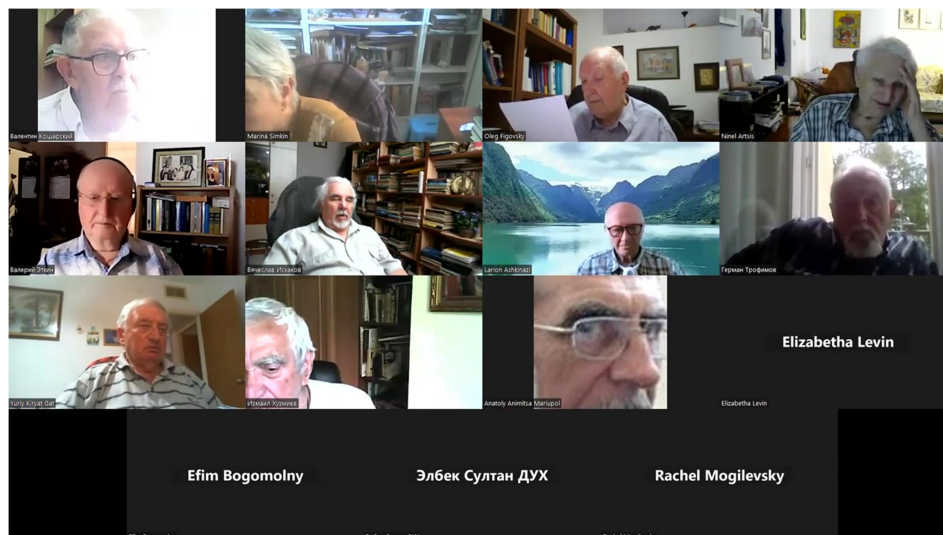 Валентин Кошарский
Marina Simkin
Oleg Figovsky
Ninel Artsis
Валерий Эткин
Вячеслав Исхаков
Larion Ashkinazi
Герман Трофимов
Yuriy Kiryat Gat
Измаил Хузмиев
Anatoly Animitsa Mariupol
Elizabetha Levin
Elizabetha Levin
Efim Bogomolny
Элбек Султан ДУХ
Rachel Mogilevsky